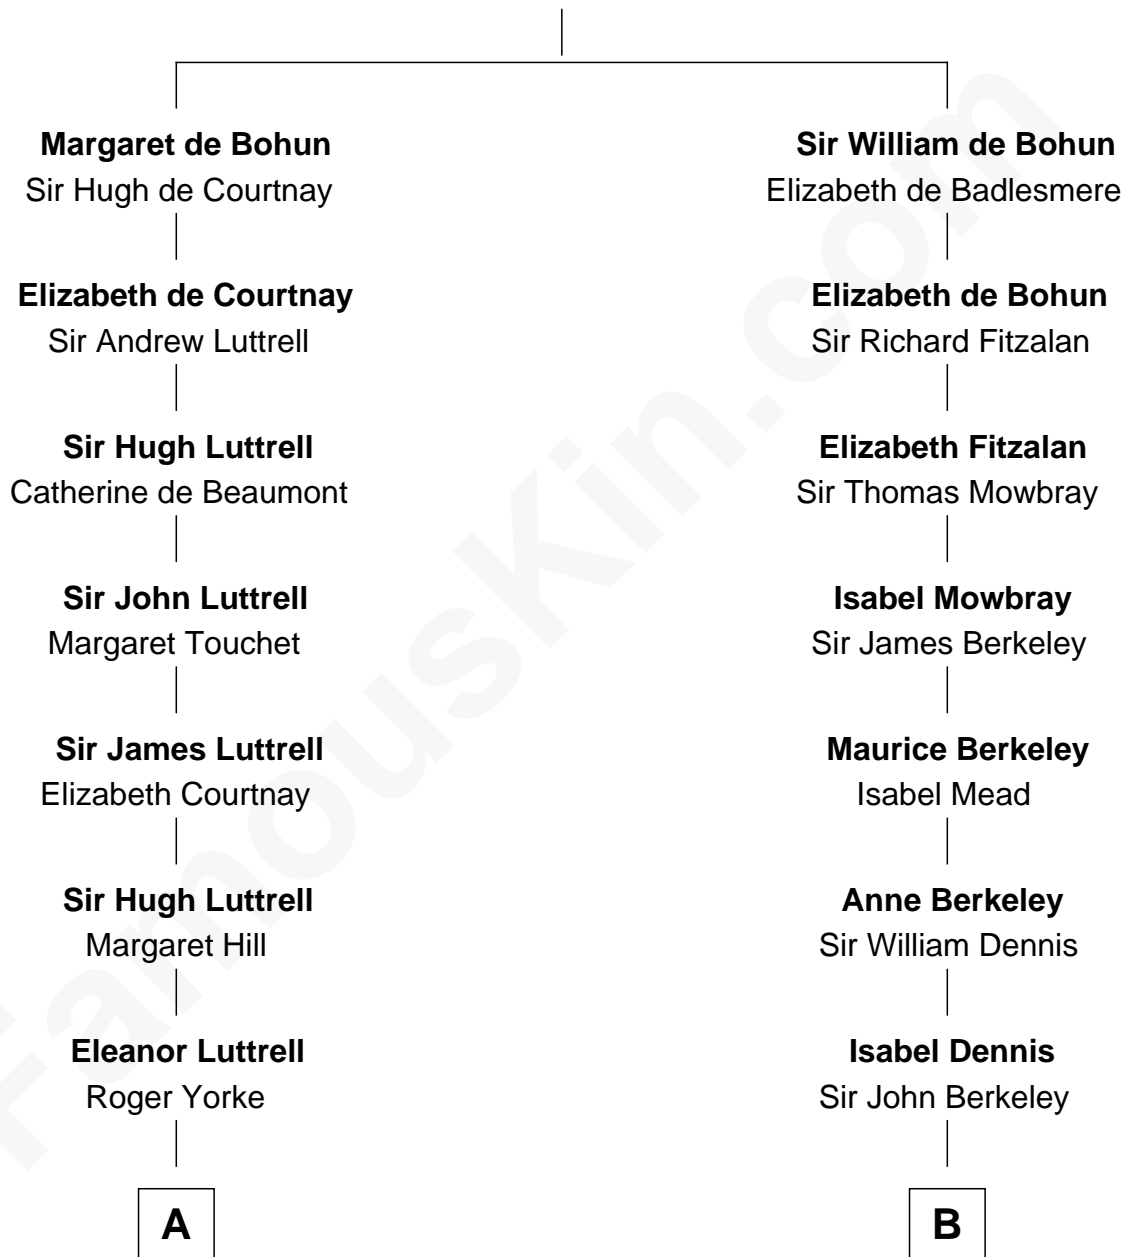 Margaret de Bohun
Sir Hugh de Courtnay
Sir William de Bohun
Elizabeth de Badlesmere
Elizabeth de Courtnay
Sir Andrew Luttrell
Elizabeth de Bohun
Sir Richard Fitzalan
Sir Hugh Luttrell
Catherine de Beaumont
Elizabeth Fitzalan
Sir Thomas Mowbray
Sir John Luttrell
Margaret Touchet
Isabel Mowbray
Sir James Berkeley
Sir James Luttrell
Elizabeth Courtnay
Maurice Berkeley
Isabel Mead
Sir Hugh Luttrell
Margaret Hill
Anne Berkeley
Sir William Dennis
Eleanor Luttrell
Roger Yorke
Isabel Dennis
Sir John Berkeley
A
B
FamousKin.com